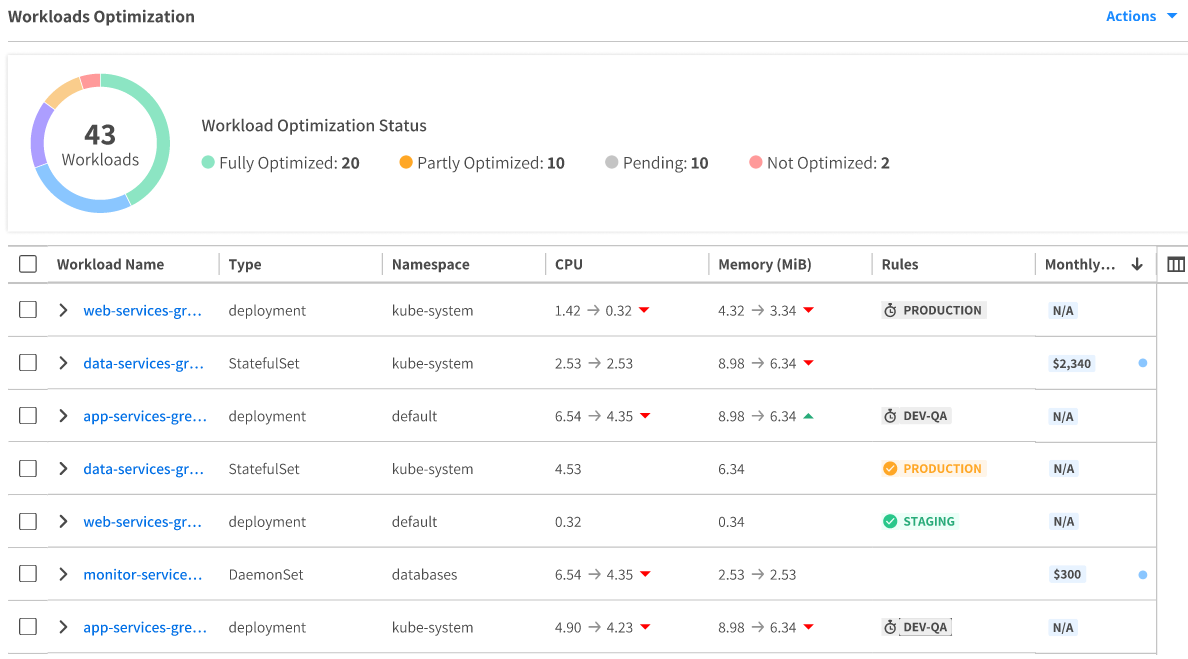 Workloads Optimization
Actions
43
Workloads
Workload Optimization Status
Fully Optimized: 20 Partly Optimized: 10 Pending: 10 Not Optimized: 2
Workload Name Type Namespace CPU Memory (MiB) Rules Monthly...
web-services-gr... deployment kube-system 1.42 → 0.32 4.32 → 3.34 PRODUCTION N/A
data-services-gr... StatefulSet kube-system 2.53 → 2.53 8.98 → 6.34 $2,340
app-services-gre... deployment default 6.54 → 4.35 8.98 → 6.34 DEV-QA N/A
data-services-gr... StatefulSet kube-system 4.53 6.34 PRODUCTION N/A
web-services-gr... deployment default 0.32 0.34 STAGING N/A
monitor-service... DaemonSet databases 6.54 → 4.35 2.53 → 2.53 $300
app-services-gre... deployment kube-system 4.90 → 4.23 8.98 → 6.34 DEV-QA N/A